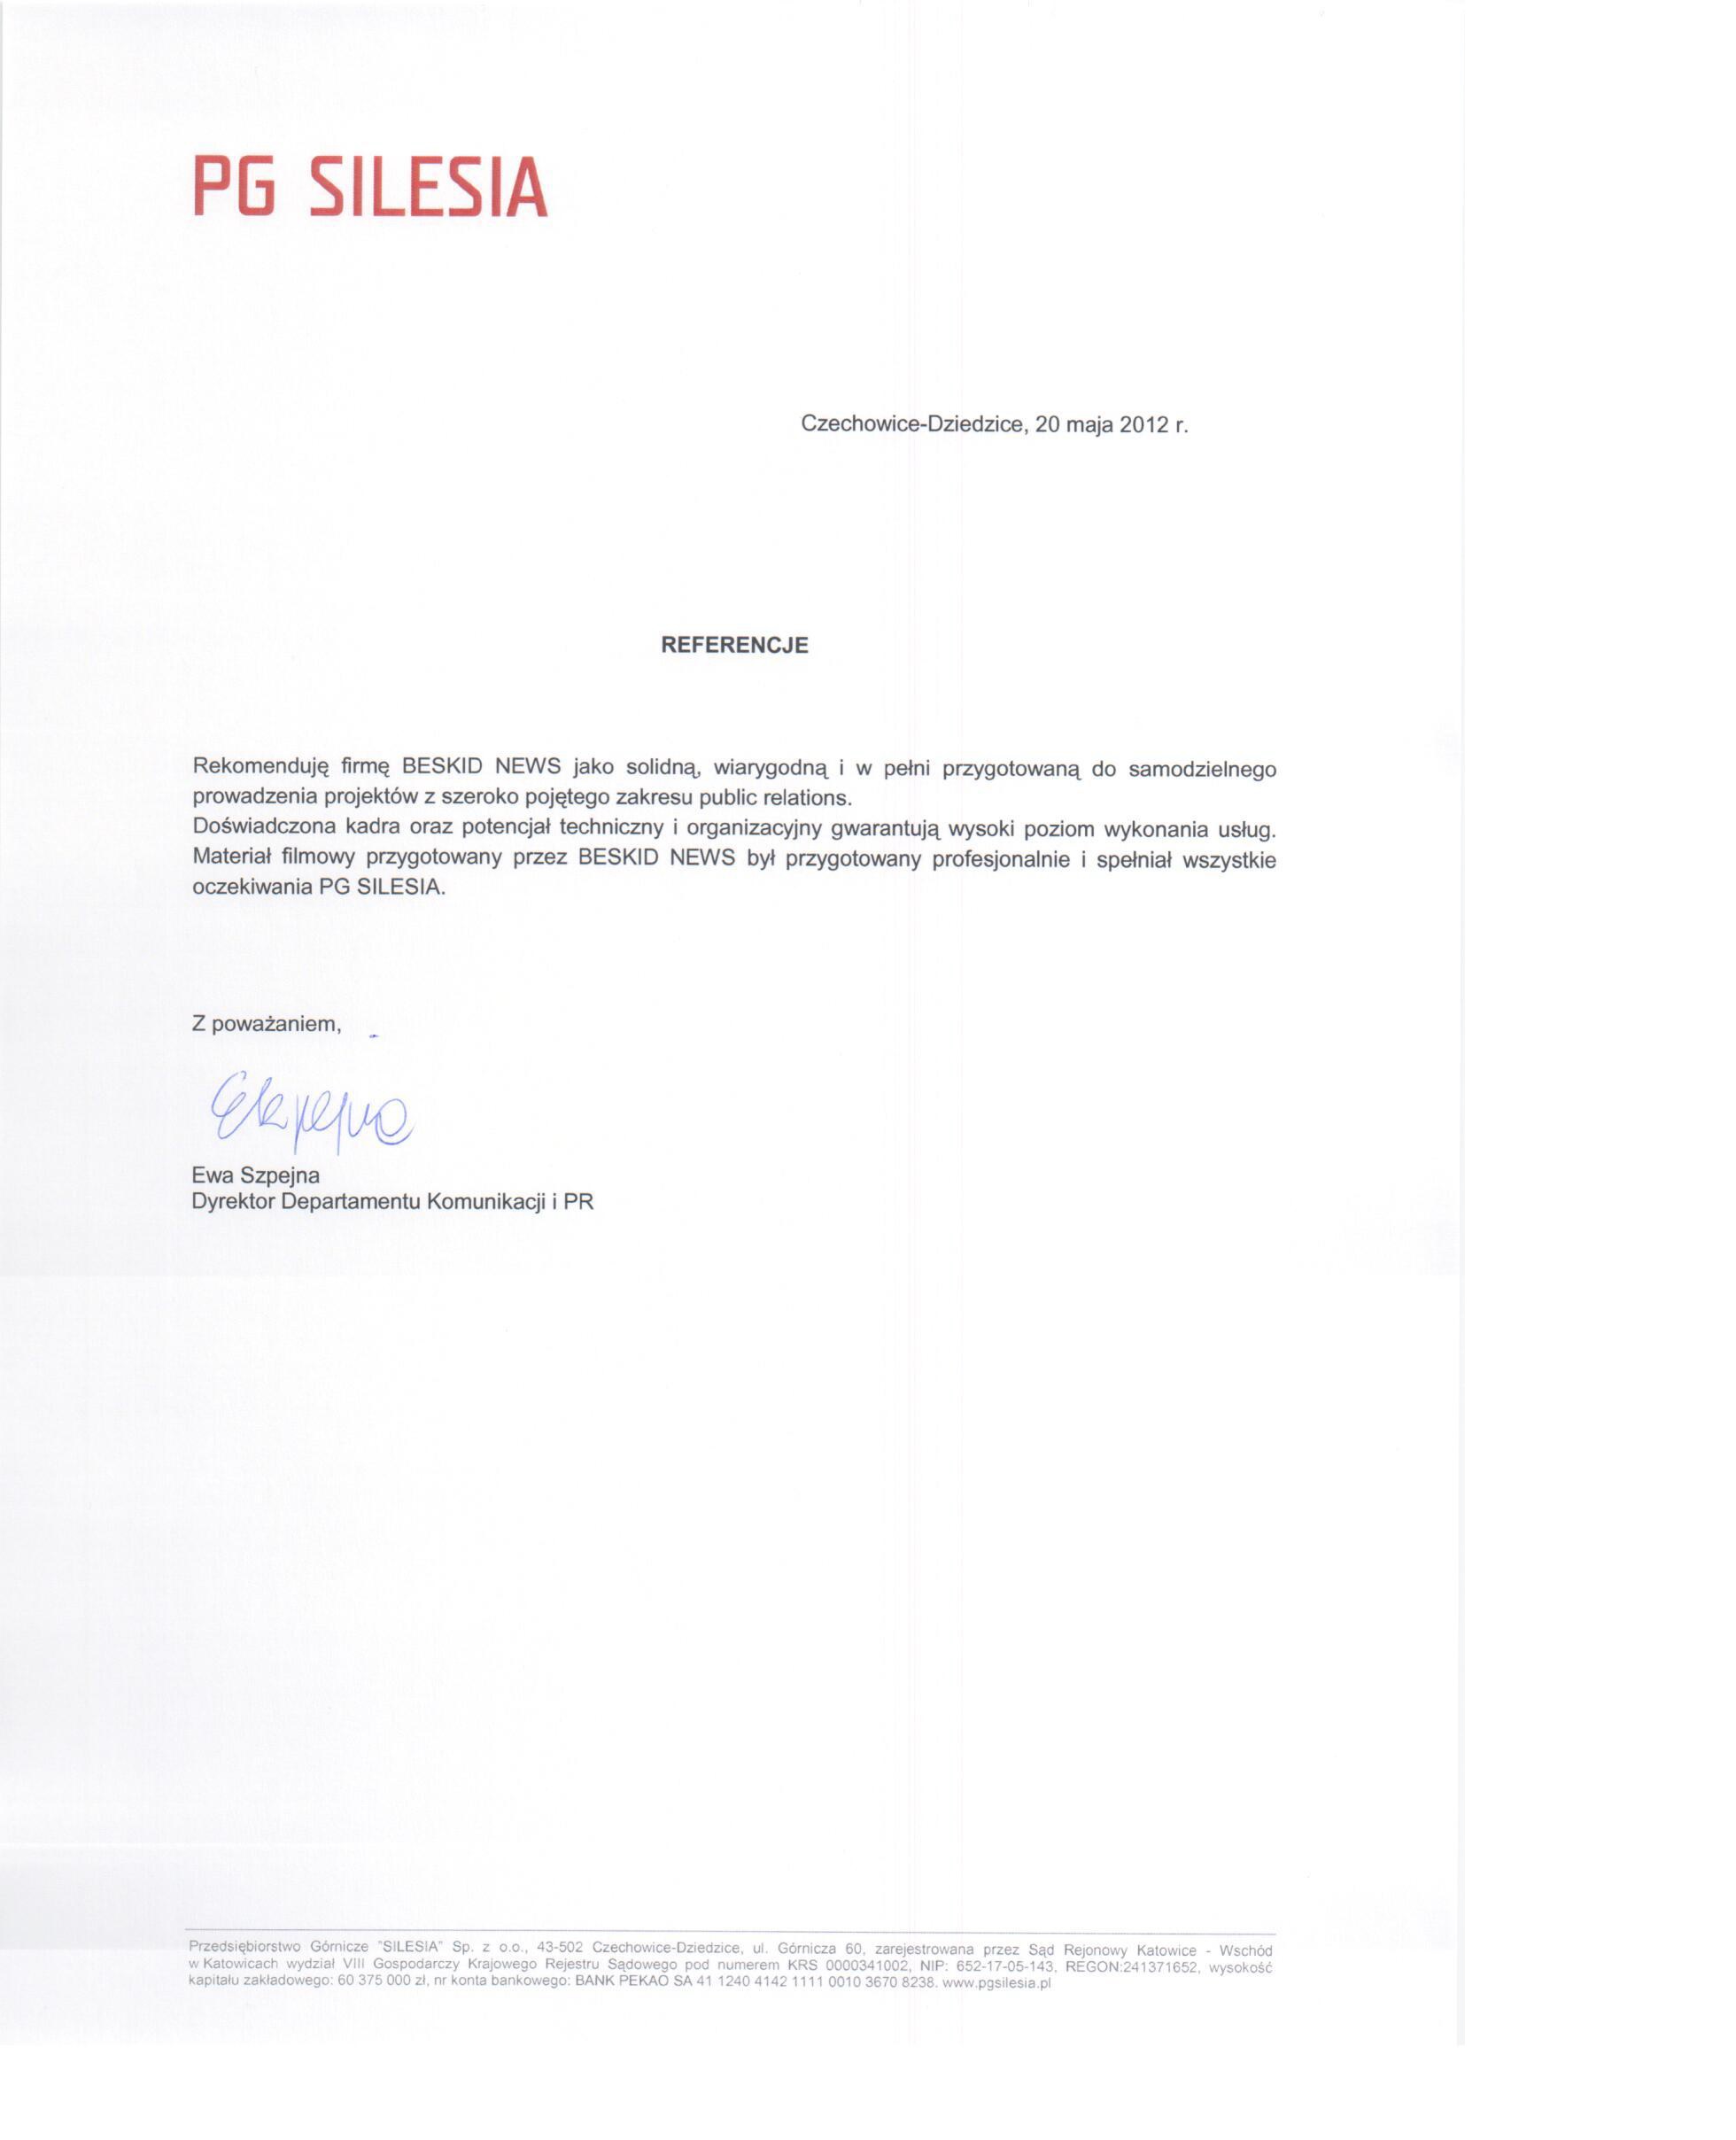 PG SILESIA
Czechowice-Dziedzice, 20 maja 2012 r.
REFERENCJE
Rekomenduję firmę BESKID NEWS jako solidną, wiarygodną i w pełni przygotowaną do samodzielnego
prowadzenia projektów z szeroko pojętego zakresu public relations.
Doświadczona kadra oraz potencjał techniczny i organizacyjny gwarantują wysoki poziom wykonania usług.
Materiał filmowy przygotowany przez BESKID NEWS był przygotowany profesjonalnie i spełniał wszystkie
oczekiwania PG SILESIA.
Z poważaniem,
Ewa Szpejna
Dyrektor Departamentu Komunikacji i PR
Przedsiębiorstwo Górnicze "SILESIA" Sp. z o.o., 43-502 Czechowice-Dziedzice, ul. Górnicza 60, zarejestrowana przez Sąd Rejonowy Katowice - Wschód
w Katowicach wydział VIII Gospodarczy Krajowego Rejestru Sądowego pod numerem KRS 0000341002, NIP: 652-17-05-143, REGON:241371652, wysokość
kapitału zakładowego: 60 375 000 zł, nr konta bankowego: BANK PEKAO SA 41 1240 4142 1111 0010 3670 8238. www.pgsilesia.pl